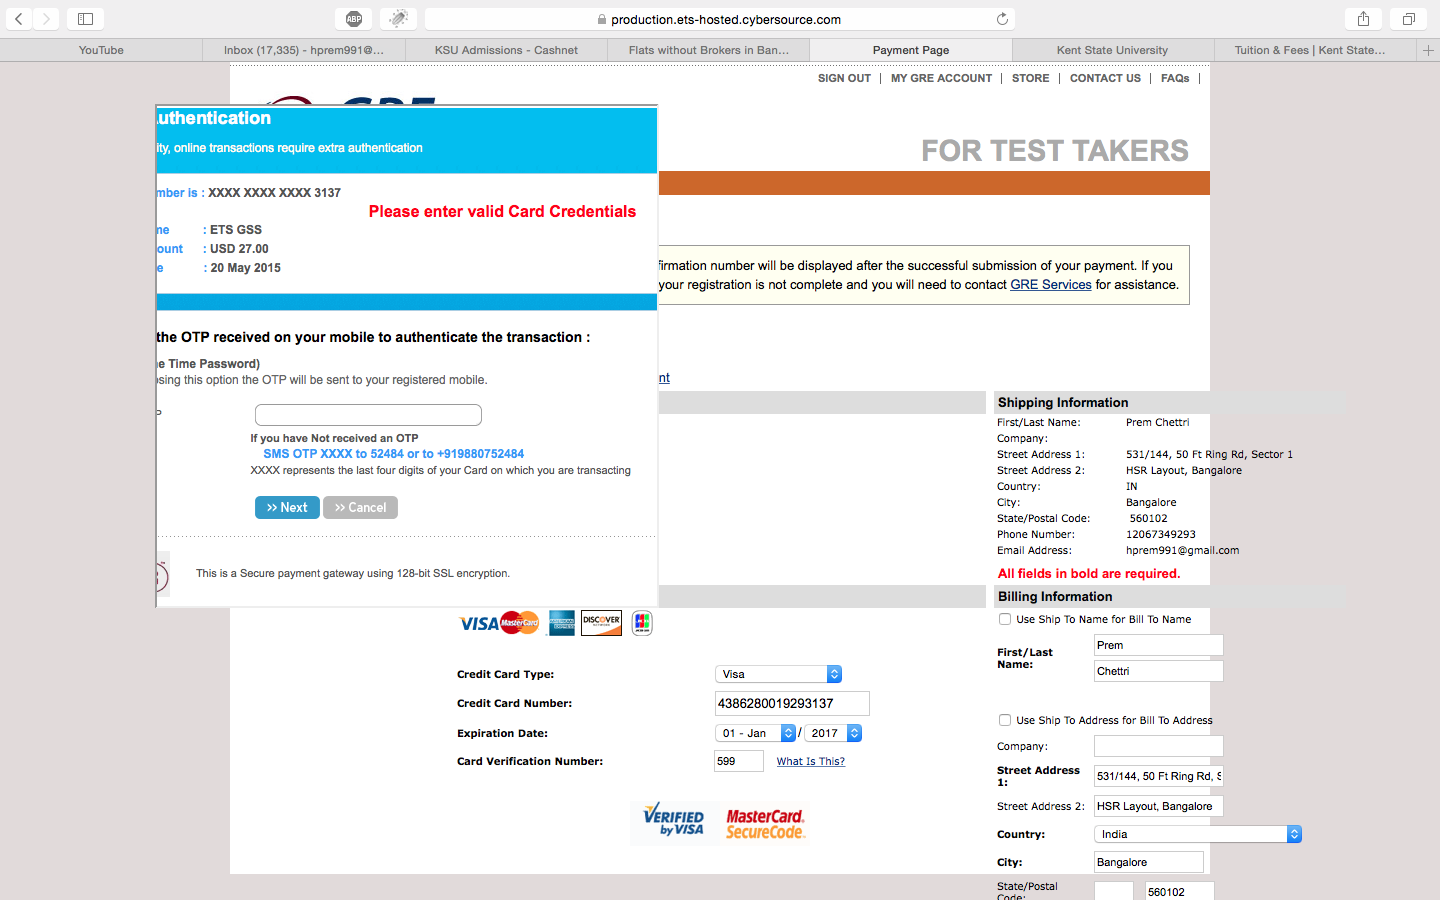 production.ets-hosted.cybersource.com
YouTube
Inbox (17,335) - hprem991@...
KSU Admissions - Cashnet
Flats without Brokers in Ban...
Payment Page
Kent State University
Tuition & Fees | Kent State...
ABP
SIGN OUT | MY GRE ACCOUNT | STORE | CONTACT US | FAQs |
FOR TEST TAKERS
uthentication
ity, online transactions require extra authentication
mber is : XXXX XXXX XXXX 3137
Please enter valid Card Credentials
me : ETS GSS
ount : USD 27.00
e : 20 May 2015
firmation number will be displayed after the successful submission of your payment. If you
your registration is not complete and you will need to contact GRE Services for assistance.
the OTP received on your mobile to authenticate the transaction :
e Time Password)
osing this option the OTP will be sent to your registered mobile.
nt
P
If you have Not received an OTP
SMS OTP XXXX to 52484 or to +919880752484
XXXX represents the last four digits of your Card on which you are transacting
>> Next >> Cancel
This is a Secure payment gateway using 128-bit SSL encryption.
Shipping Information
First/Last Name: Prem Chettri
Company:
Street Address 1: 531/144, 50 Ft Ring Rd, Sector 1
Street Address 2: HSR Layout, Bangalore
Country: IN
City: Bangalore
State/Postal Code: 560102
Phone Number: 12067349293
Email Address: hprem991@gmail.com
All fields in bold are required.
Billing Information
Use Ship To Name for Bill To Name
First/Last Name: Prem
Chettri
Use Ship To Address for Bill To Address
Company:
Street Address 1: 531/144, 50 Ft Ring Rd, S
Street Address 2: HSR Layout, Bangalore
Country: India
City: Bangalore
State/Postal Code: 560102
VISA MasterCard AMERICAN EXPRESS DISCOVER JCB
Credit Card Type: Visa
Credit Card Number: 4386280019293137
Expiration Date: 01 - Jan / 2017
Card Verification Number: 599 What Is This?
VERIFIED by VISA
MasterCard. SecureCode.